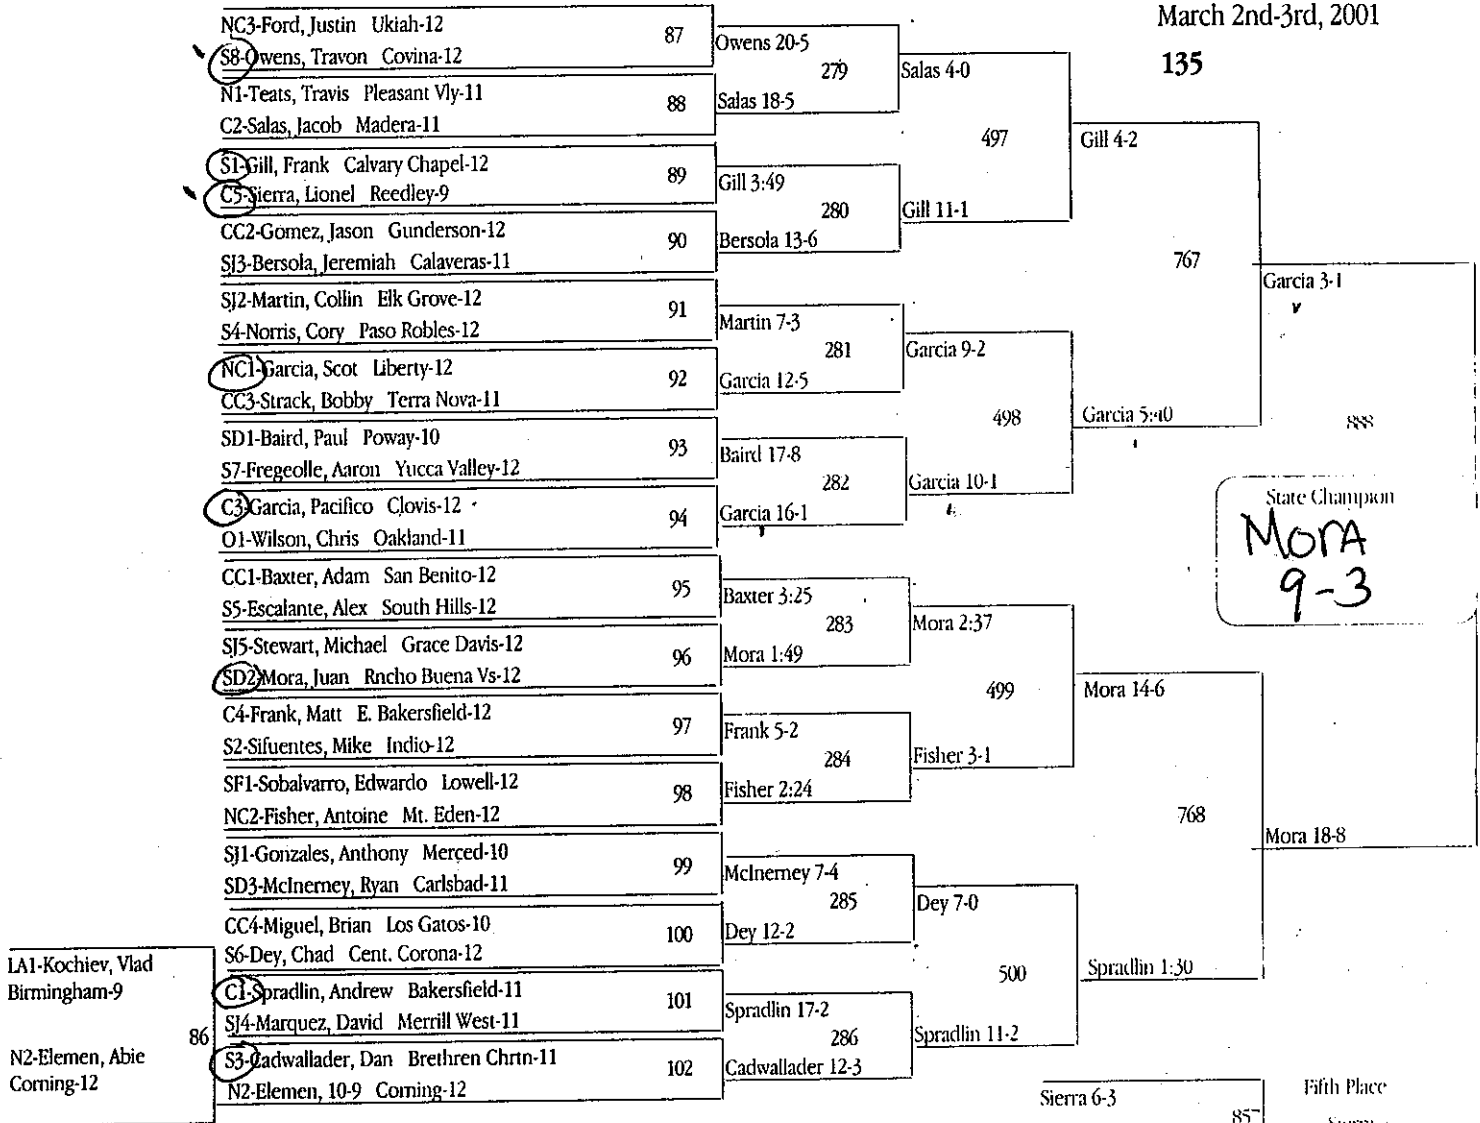 March 2nd-3rd, 2001
135
NC3-Ford, Justin Ukiah-12
87
S8-Owens, Travon Covina-12
Owens 20-5
279
N1-Teats, Travis Pleasant Vly-11
88
C2-Salas, Jacob Madera-11
Salas 18-5
Salas 4-0
497
S1-Gill, Frank Calvary Chapel-12
89
C5-Sierra, Lionel Reedley-9
Gill 3:49
280
CC2-Gomez, Jason Gunderson-12
90
SJ3-Bersola, Jeremiah Calaveras-11
Bersola 13-6
Gill 11-1
Gill 4-2
767
SJ2-Martin, Collin Elk Grove-12
91
S4-Norris, Cory Paso Robles-12
Martin 7-3
281
NC1-Garcia, Scot Liberty-12
92
CC3-Strack, Bobby Terra Nova-11
Garcia 12-5
Garcia 9-2
498
SD1-Baird, Paul Poway-10
93
S7-Fregeolle, Aaron Yucca Valley-12
Baird 17-8
282
C3-Garcia, Pacifico Clovis-12
94
O1-Wilson, Chris Oakland-11
Garcia 16-1
Garcia 10-1
Garcia 5:40
Garcia 3-1
888
State Champion
MorA
9-3
CC1-Baxter, Adam San Benito-12
95
S5-Escalante, Alex South Hills-12
Baxter 3:25
283
SJ5-Stewart, Michael Grace Davis-12
96
SD2-Mora, Juan Rncho Buena Vs-12
Mora 1:49
Mora 2:37
499
C4-Frank, Matt E. Bakersfield-12
97
S2-Sifuentes, Mike Indio-12
Frank 5-2
284
SF1-Sobalvarro, Edwardo Lowell-12
98
NC2-Fisher, Antoine Mt. Eden-12
Fisher 2:24
Fisher 3-1
Mora 14-6
768
Mora 18-8
SJ1-Gonzales, Anthony Merced-10
99
SD3-McInerney, Ryan Carlsbad-11
McInerney 7-4
285
CC4-Miguel, Brian Los Gatos-10
100
S6-Dey, Chad Cent. Corona-12
Dey 12-2
Dey 7-0
500
C1-Spradlin, Andrew Bakersfield-11
101
SJ4-Marquez, David Merrill West-11
Spradlin 17-2
286
S3-Cadwallader, Dan Brethren Chrtn-11
102
N2-Elemen, 10-9 Corning-12
Cadwallader 12-3
Spradlin 11-2
Spradlin 1:30
LA1-Kochiev, Vlad
Birmingham-9
86
N2-Elemen, Abie
Corning-12
Sierra 6-3
857
Fifth Place